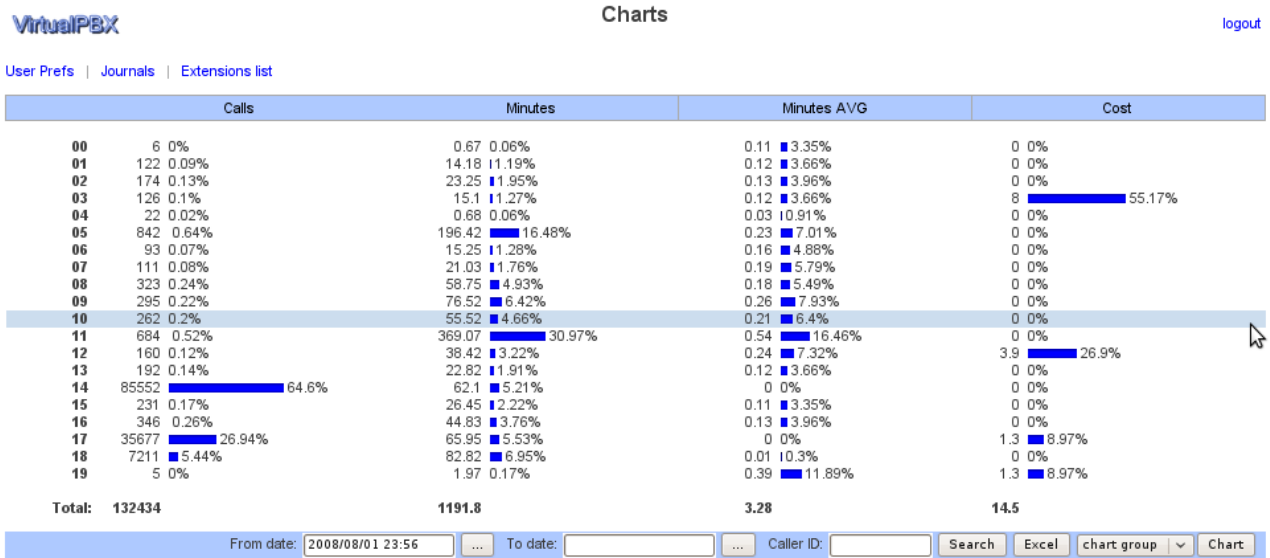 VirtualPBX
Charts
logout
User Prefs | Journals | Extensions list
Calls Minutes Minutes AVG Cost
00 6 0% 0.67 0.06% 0.11 3.35% 0 0%
01 122 0.09% 14.18 1.19% 0.12 3.66% 0 0%
02 174 0.13% 23.25 1.95% 0.13 3.96% 0 0%
03 126 0.1% 15.1 1.27% 0.12 3.66% 8 55.17%
04 22 0.02% 0.68 0.06% 0.03 0.91% 0 0%
05 842 0.64% 196.42 16.48% 0.23 7.01% 0 0%
06 93 0.07% 15.25 1.28% 0.16 4.88% 0 0%
07 111 0.08% 21.03 1.76% 0.19 5.79% 0 0%
08 323 0.24% 58.75 4.93% 0.18 5.49% 0 0%
09 295 0.22% 76.52 6.42% 0.26 7.93% 0 0%
10 262 0.2% 55.52 4.66% 0.21 6.4% 0 0%
11 684 0.52% 369.07 30.97% 0.54 16.46% 0 0%
12 160 0.12% 38.42 3.22% 0.24 7.32% 3.9 26.9%
13 192 0.14% 22.82 1.91% 0.12 3.66% 0 0%
14 85552 64.6% 62.1 5.21% 0 0% 0 0%
15 231 0.17% 26.45 2.22% 0.11 3.35% 0 0%
16 346 0.26% 44.83 3.76% 0.13 3.96% 0 0%
17 35677 26.94% 65.95 5.53% 0 0% 1.3 8.97%
18 7211 5.44% 82.82 6.95% 0.01 0.3% 0 0%
19 5 0% 1.97 0.17% 0.39 11.89% 1.3 8.97%
Total: 132434 1191.8 3.28 14.5
From date: 2008/08/01 23:56 ... To date: ... Caller ID: Search Excel chart group Chart